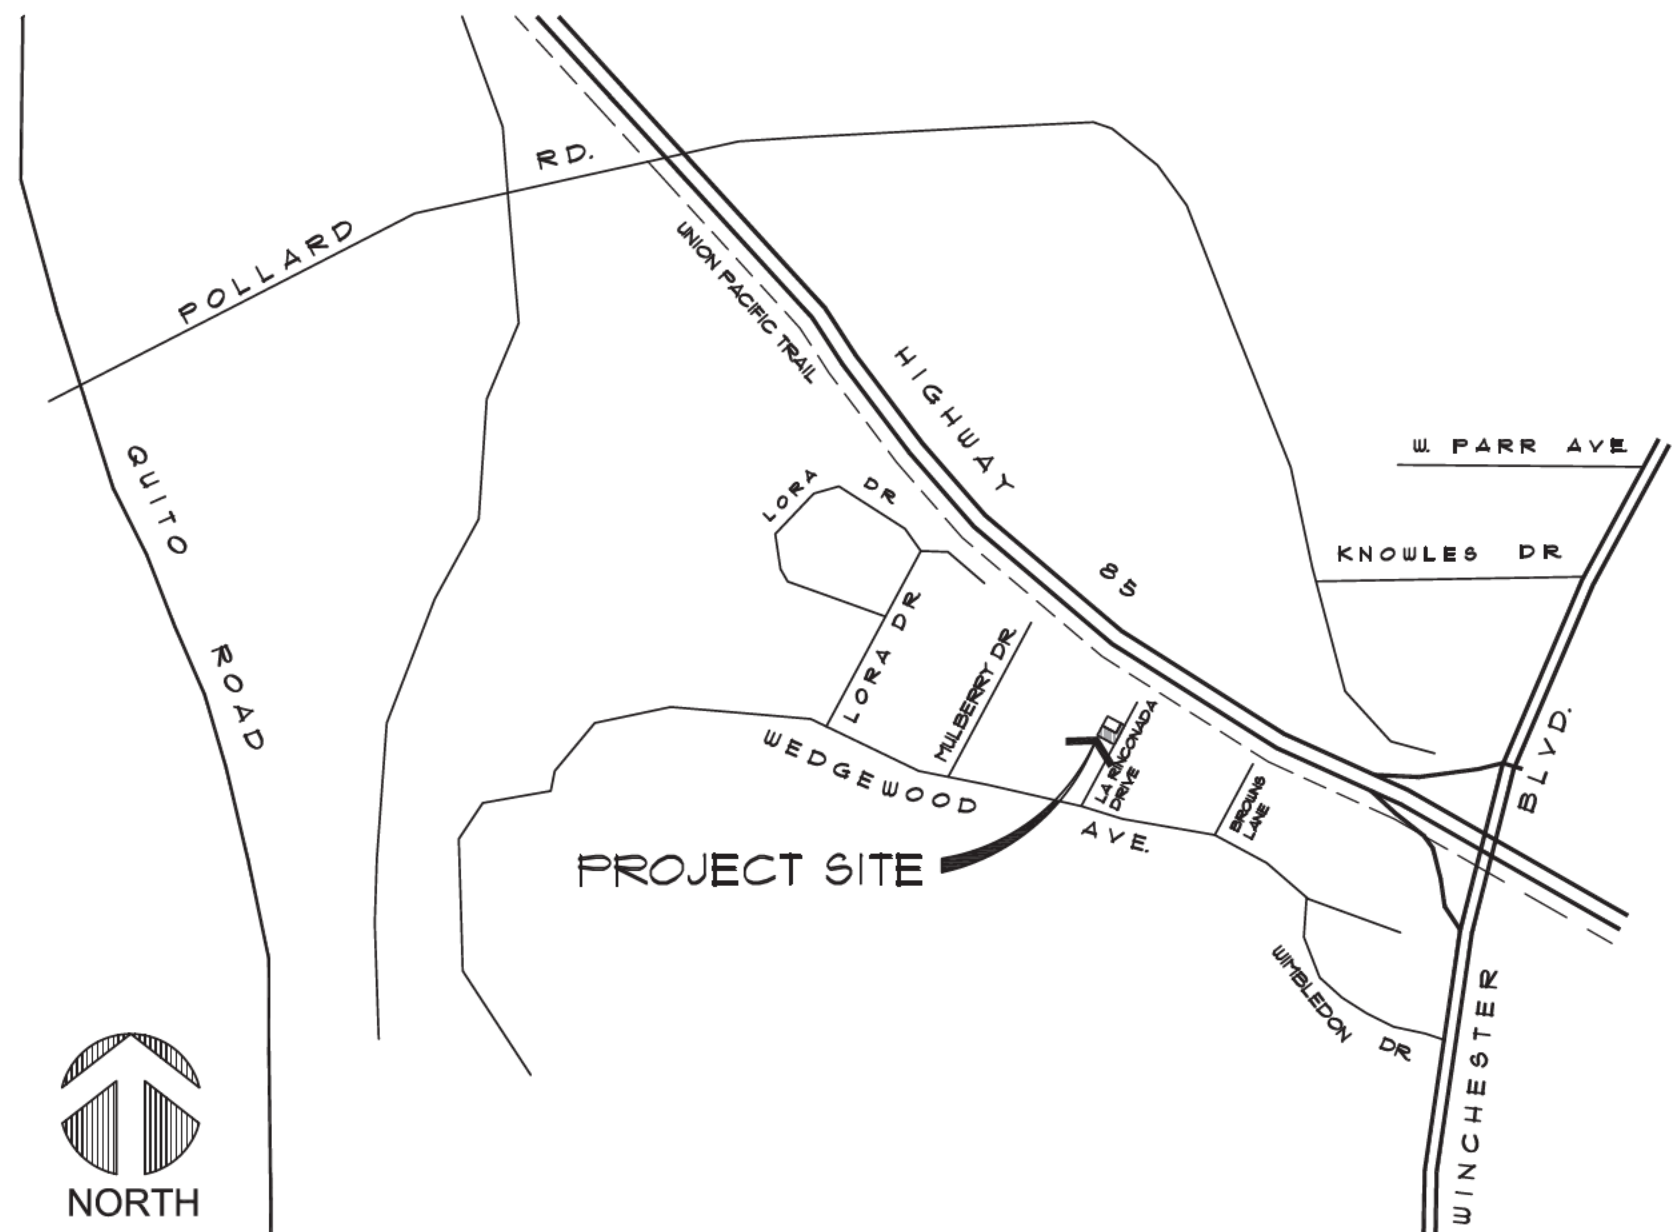 POLLARD RD.
UNION PACIFIC TRAIL
HIGHWAY 85
W. PARR AVE
KNOWLES DR
QUITO ROAD
LORA DR
LORA DR
MULBERRY DR
LA RINCONADA
DRIVE
BROWNS
LANE
WEDGEWOOD AVE.
PROJECT SITE
WIMBLEDON DR
WINCHESTER BLVD.
NORTH